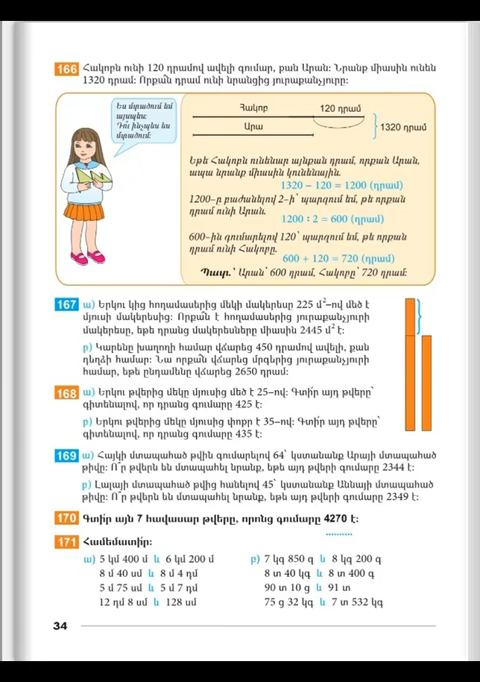 166 Հակորն ունի 120 դրամով ավելի գումար, քան Արան: Նրանք միասին ունեն
1320 դրամ: Որքա՞ն դրամ ունի նրանցից յուրաքանչյուրը:
Ես մտածում եմ
այսպես:
Դո՞ւ ինչպես ես
մտածում:
Հակոբ 120 դրամ
Արա
1320 դրամ
Եթե Հակոբն ունենար այնքան դրամ, որքան Արան,
ապա նրանք միասին կունենային.
1320 – 120 = 1200 (դրամ)
1200-ը բաժանելով 2-ի՝ պարզում եմ, թե որքան
դրամ ունի Արան.
1200 : 2 = 600 (դրամ)
600-ին գումարելով 120՝ պարզում եմ, թե որքան
դրամ ունի Հակոբը.
600 + 120 = 720 (դրամ)
Պատ.՝ Արան՝ 600 դրամ, Հակոբը՝ 720 դրամ:
167 ա) Երկու կից հողամասերից մեկի մակերեսը 225 մ²–ով մեծ է
մյուսի մակերեսից: Որքա՞ն է հողամասերից յուրաքանչյուրի
մակերեսը, եթե դրանց մակերեսները միասին 2445 մ² է:
բ) Կարենը խաղողի համար վճարեց 450 դրամով ավելի, քան
դեղձի համար: Նա որքա՞ն վճարեց մրգերից յուրաքանչյուրի
համար, եթե ընդամենը վճարեց 2650 դրամ:
168 ա) Երկու թվերից մեկը մյուսից մեծ է 25–ով: Գտի՛ր այդ թվերը՝
գիտենալով, որ դրանց գումարը 425 է:
բ) Երկու թվերից մեկը մյուսից փոքր է 35–ով: Գտի՛ր այդ թվերը՝
գիտենալով, որ դրանց գումարը 435 է:
169 ա) Հայկի մտապահած թվին գումարելով 64՝ կստանանք Արայի մտապահած
թիվը: Ո՞ր թվերն են մտապահել նրանք, եթե այդ թվերի գումարը 2344 է:
բ) Լալայի մտապահած թվից հանելով 45՝ կստանանք Աննայի մտապահած
թիվը: Ո՞ր թվերն են մտապահել նրանք, եթե այդ թվերի գումարը 2349 է:
170 Գտի՛ր այն 7 հավասար թվերը, որոնց գումարը 4270 է:
171 Համեմատի՛ր:
ա) 5 կմ 400 մ և 6 կմ 200 մ բ) 7 կգ 850 գ և 8 կգ 200 գ
8 մ 40 սմ և 8 մ 4 դմ 8 տ 40 կգ և 8 տ 400 գ
5 մ 75 սմ և 5 մ 7 դմ 90 տ 10 ց և 91 տ
12 դմ 8 սմ և 128 սմ 75 ց 32 կգ և 7 տ 532 կգ
34